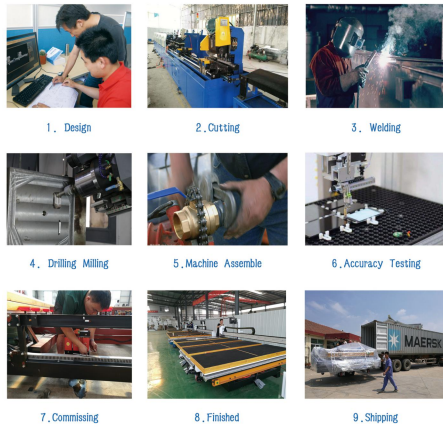 1. Design
2.Cutting
3. Welding
4. Drilling Milling
5.Machine Assemble
6.Accuracy Testing
7.Commissing
8.Finished
9.Shipping
MAERSK